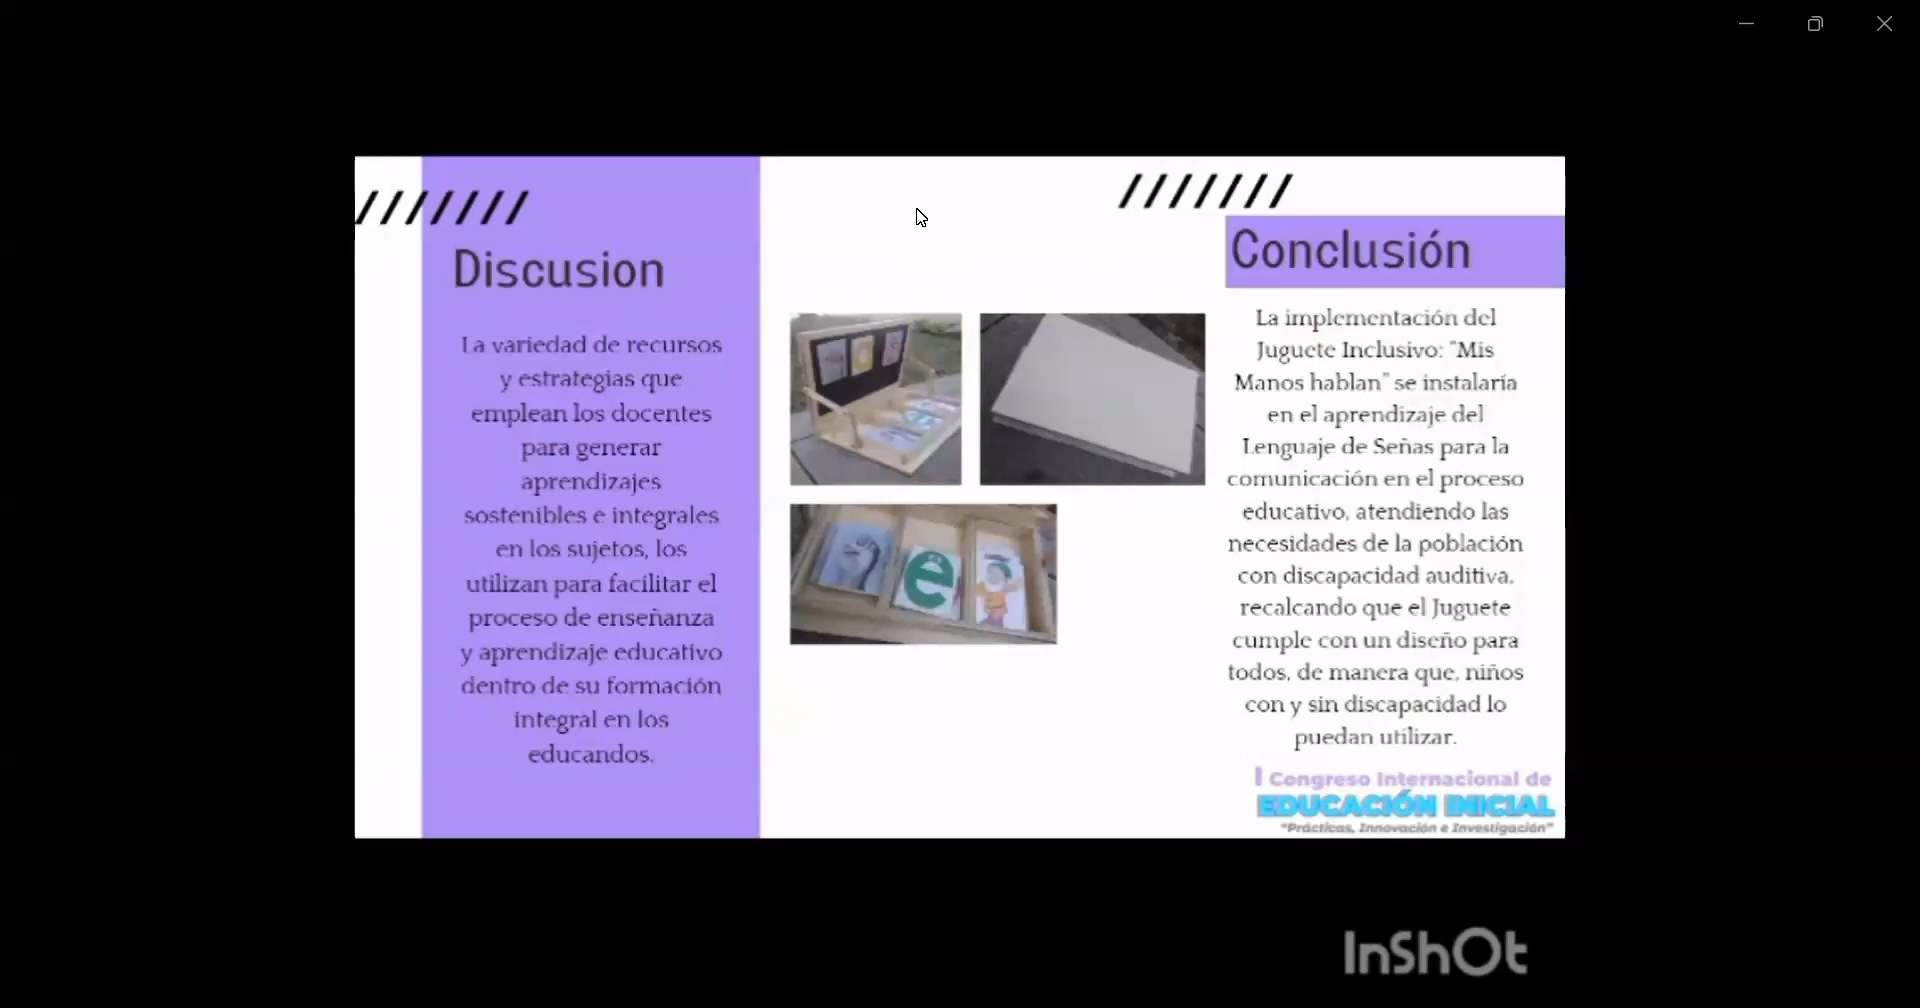 Discusion
La variedad de recursos
y estrategias que
emplean los docentes
para generar
aprendizajes
sostenibles e integrales
en los sujetos, los
utilizan para facilitar el
proceso de enseñanza
y aprendizaje educativo
dentro de su formación
integral en los
educandos.
e
Conclusión
La implementación del
Juguete Inclusivo: "Mis
Manos hablan" se instalaría
en el aprendizaje del
Lenguaje de Señas para la
comunicación en el proceso
educativo, atendiendo las
necesidades de la población
con discapacidad auditiva,
recalcando que el Juguete
cumple con un diseño para
todos, de manera que, niños
con y sin discapacidad lo
puedan utilizar.
I Congreso Internacional de
EDUCACIÓN INICIAL
"Prácticas, Innovación e Investigación"
InShOt